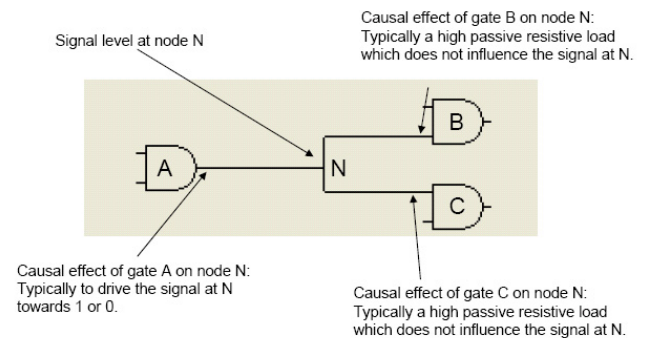 Causal effect of gate B on node N:
Typically a high passive resistive load
which does not influence the signal at N.
Signal level at node N
B
A
N
C
Causal effect of gate A on node N:
Typically to drive the signal at N
towards 1 or 0.
Causal effect of gate C on node N:
Typically a high passive resistive load
which does not influence the signal at N.